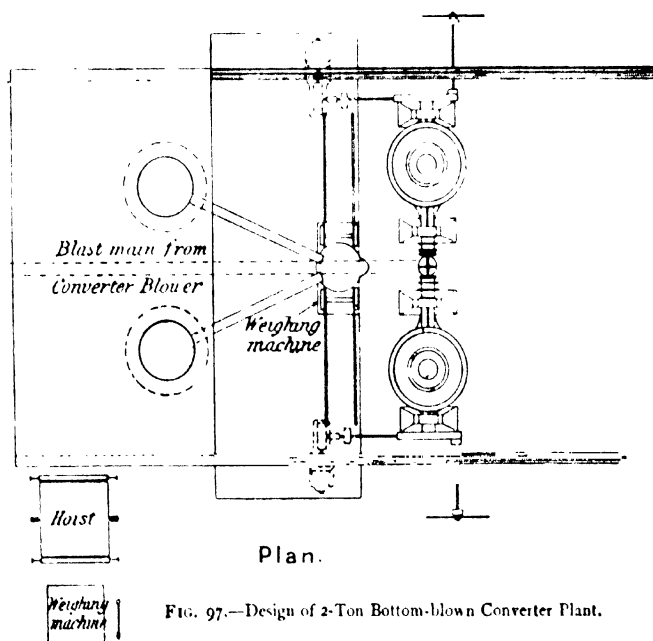 Blast main from
Converter Blower
Weighing
machine
Hoist
Plan.
Weighing
machine
FIG. 97.—Design of 2-Ton Bottom-blown Converter Plant.